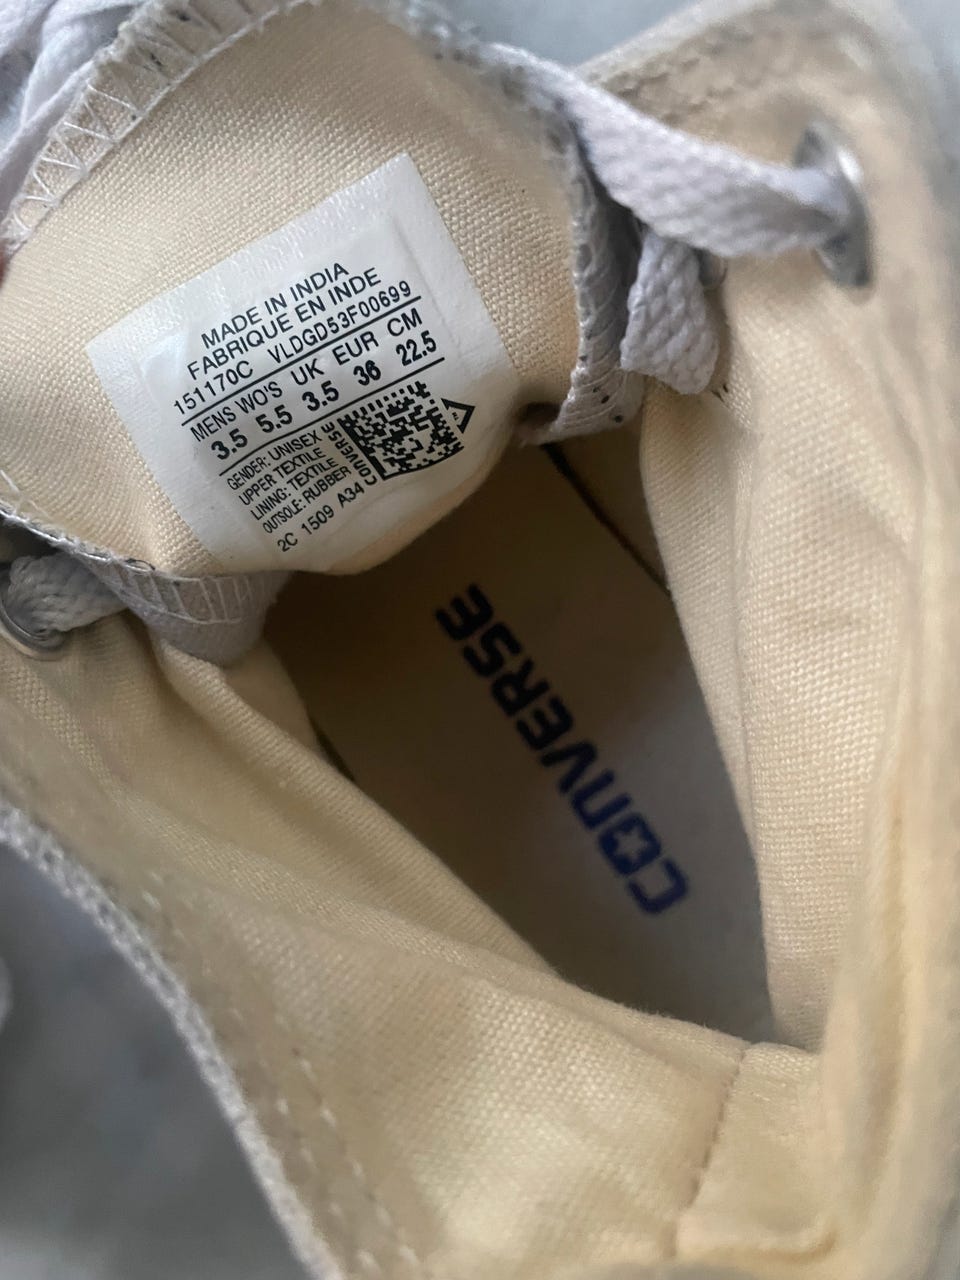 MADE IN INDIA
FABRIQUE EN INDE
151170C VLDGD53F00699
MENS WO'S UK EUR CM
3.5 5.5 3.5 36 22.5
GENDER: UNISEX
UPPER TEXTILE
LINING: TEXTILE
OUTSOLE: RUBBER
2C 1509 A34
CONVERSE
CONVERSE